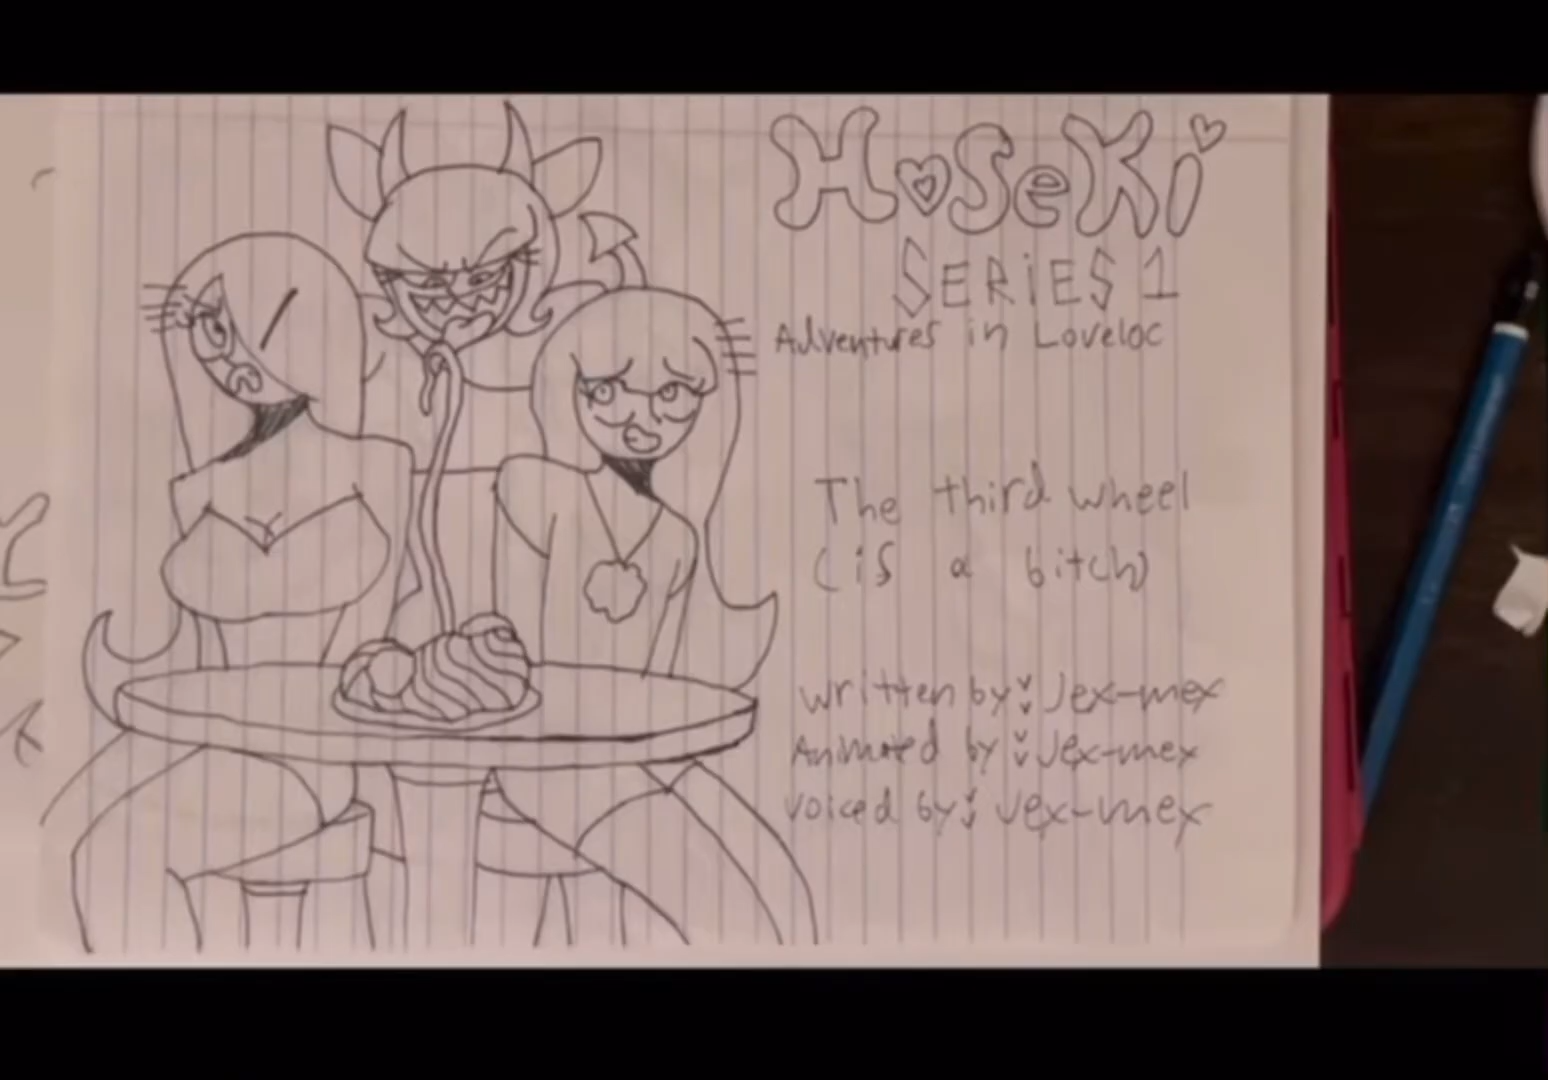 HoSeKi
SERIES 1
Adventures in Loveloc
The third wheel
(is a bitch)
written by: Jex-mex
Animated by: Jex-mex
voiced by: Jex-mex